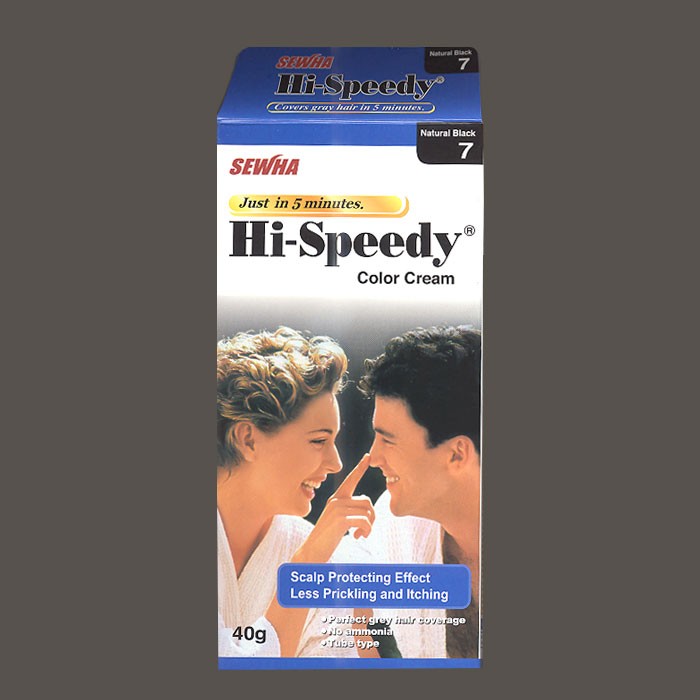 SEWHA
Natural Black
7
Hi-Speedy®
Covers gray hair in 5 minutes.
Natural Black
7
SEWHA
Just in 5 minutes.
Hi-Speedy®
Color Cream
Scalp Protecting Effect
Less Prickling and Itching
• Perfect grey hair coverage
• No ammonia
• Tube type
40g